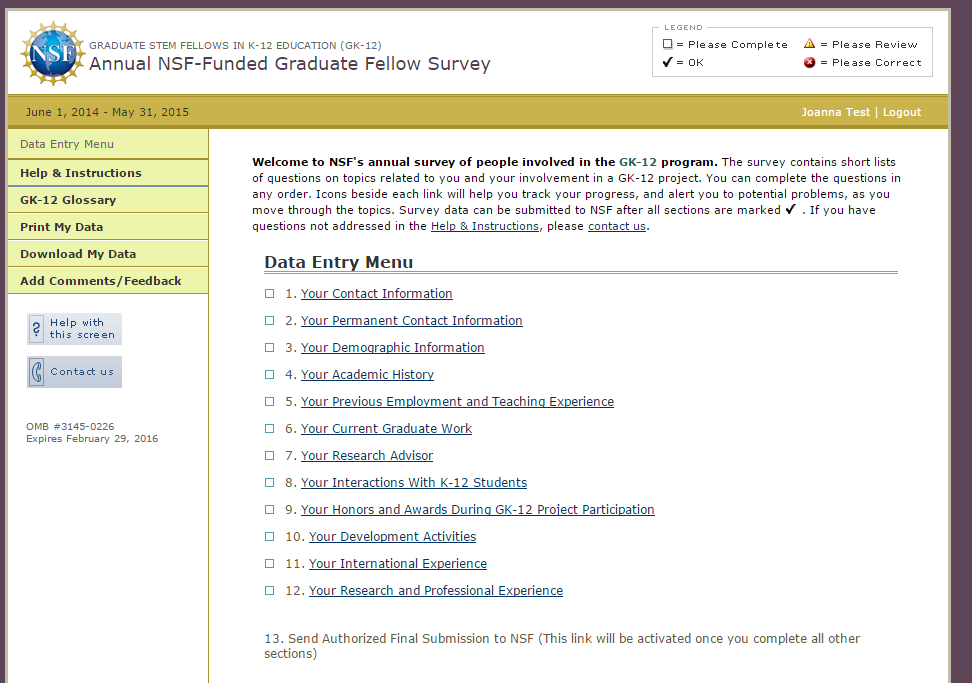 NSF
GRADUATE STEM FELLOWS IN K-12 EDUCATION (GK-12)
Annual NSF-Funded Graduate Fellow Survey
LEGEND
= Please Complete
= Please Review
= OK
= Please Correct
June 1, 2014 - May 31, 2015
Joanna Test | Logout
Data Entry Menu
Help & Instructions
GK-12 Glossary
Print My Data
Download My Data
Add Comments/Feedback
? Help with
this screen
Contact us
OMB #3145-0226
Expires February 29, 2016
Welcome to NSF's annual survey of people involved in the GK-12 program. The survey contains short lists
of questions on topics related to you and your involvement in a GK-12 project. You can complete the questions in
any order. Icons beside each link will help you track your progress, and alert you to potential problems, as you
move through the topics. Survey data can be submitted to NSF after all sections are marked ✔ . If you have
questions not addressed in the Help & Instructions, please contact us.
Data Entry Menu
1. Your Contact Information
2. Your Permanent Contact Information
3. Your Demographic Information
4. Your Academic History
5. Your Previous Employment and Teaching Experience
6. Your Current Graduate Work
7. Your Research Advisor
8. Your Interactions With K-12 Students
9. Your Honors and Awards During GK-12 Project Participation
10. Your Development Activities
11. Your International Experience
12. Your Research and Professional Experience
13. Send Authorized Final Submission to NSF (This link will be activated once you complete all other
sections)